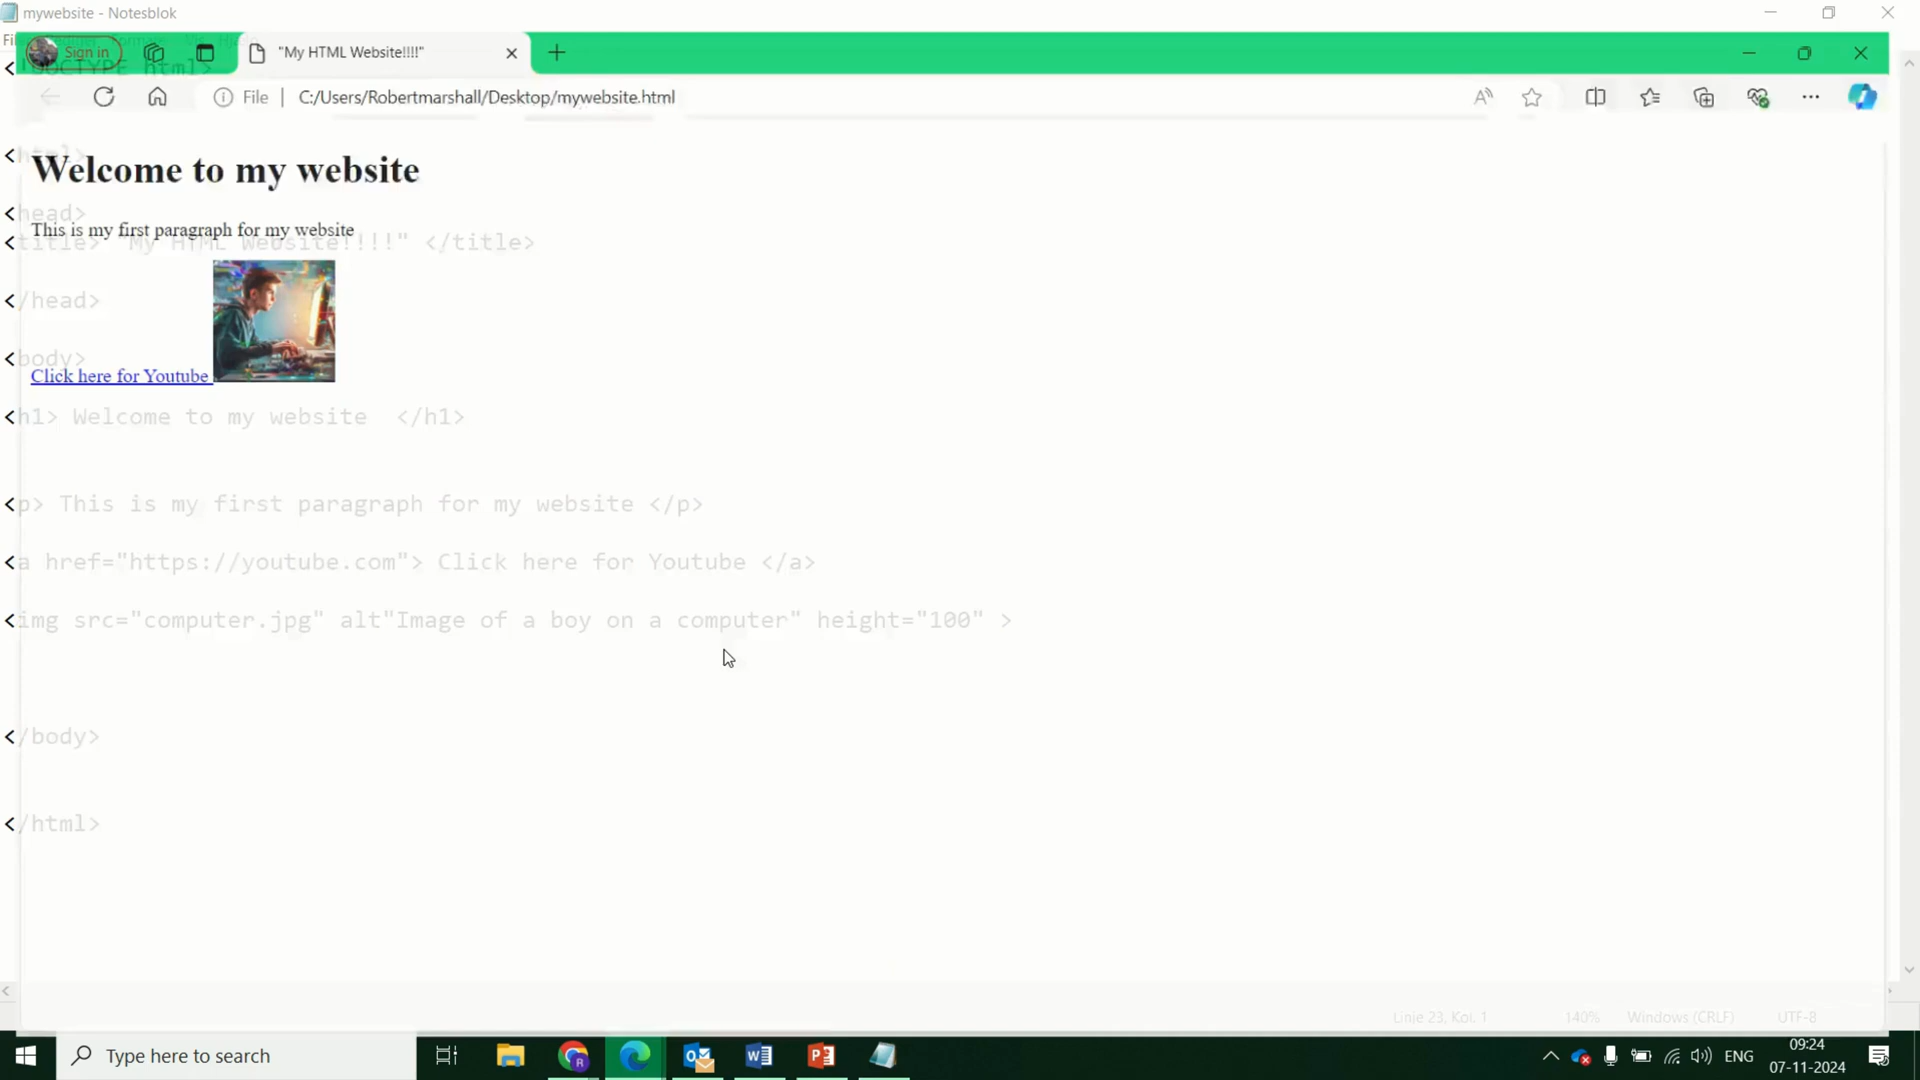 mywebsite - Notesblok
Sign in
"My HTML Website!!!!"
<!DOCTYPE html>
File
C:/Users/Robertmarshall/Desktop/mywebsite.html
<html>
Welcome to my website
<head>
This is my first paragraph for my website
<title> "My HTML Website!!!!" </title>
</head>
<body>
Click here for Youtube
<h1> Welcome to my website </h1>
<p> This is my first paragraph for my website </p>
<a href="https://youtube.com"> Click here for Youtube </a>
<img src="computer.jpg" alt"Image of a boy on a computer" height="100" >
</body>
</html>
Linje 23, Kol. 1
140%
Windows (CRLF)
UTF-8
Type here to search
ENG
09:24
07-11-2024